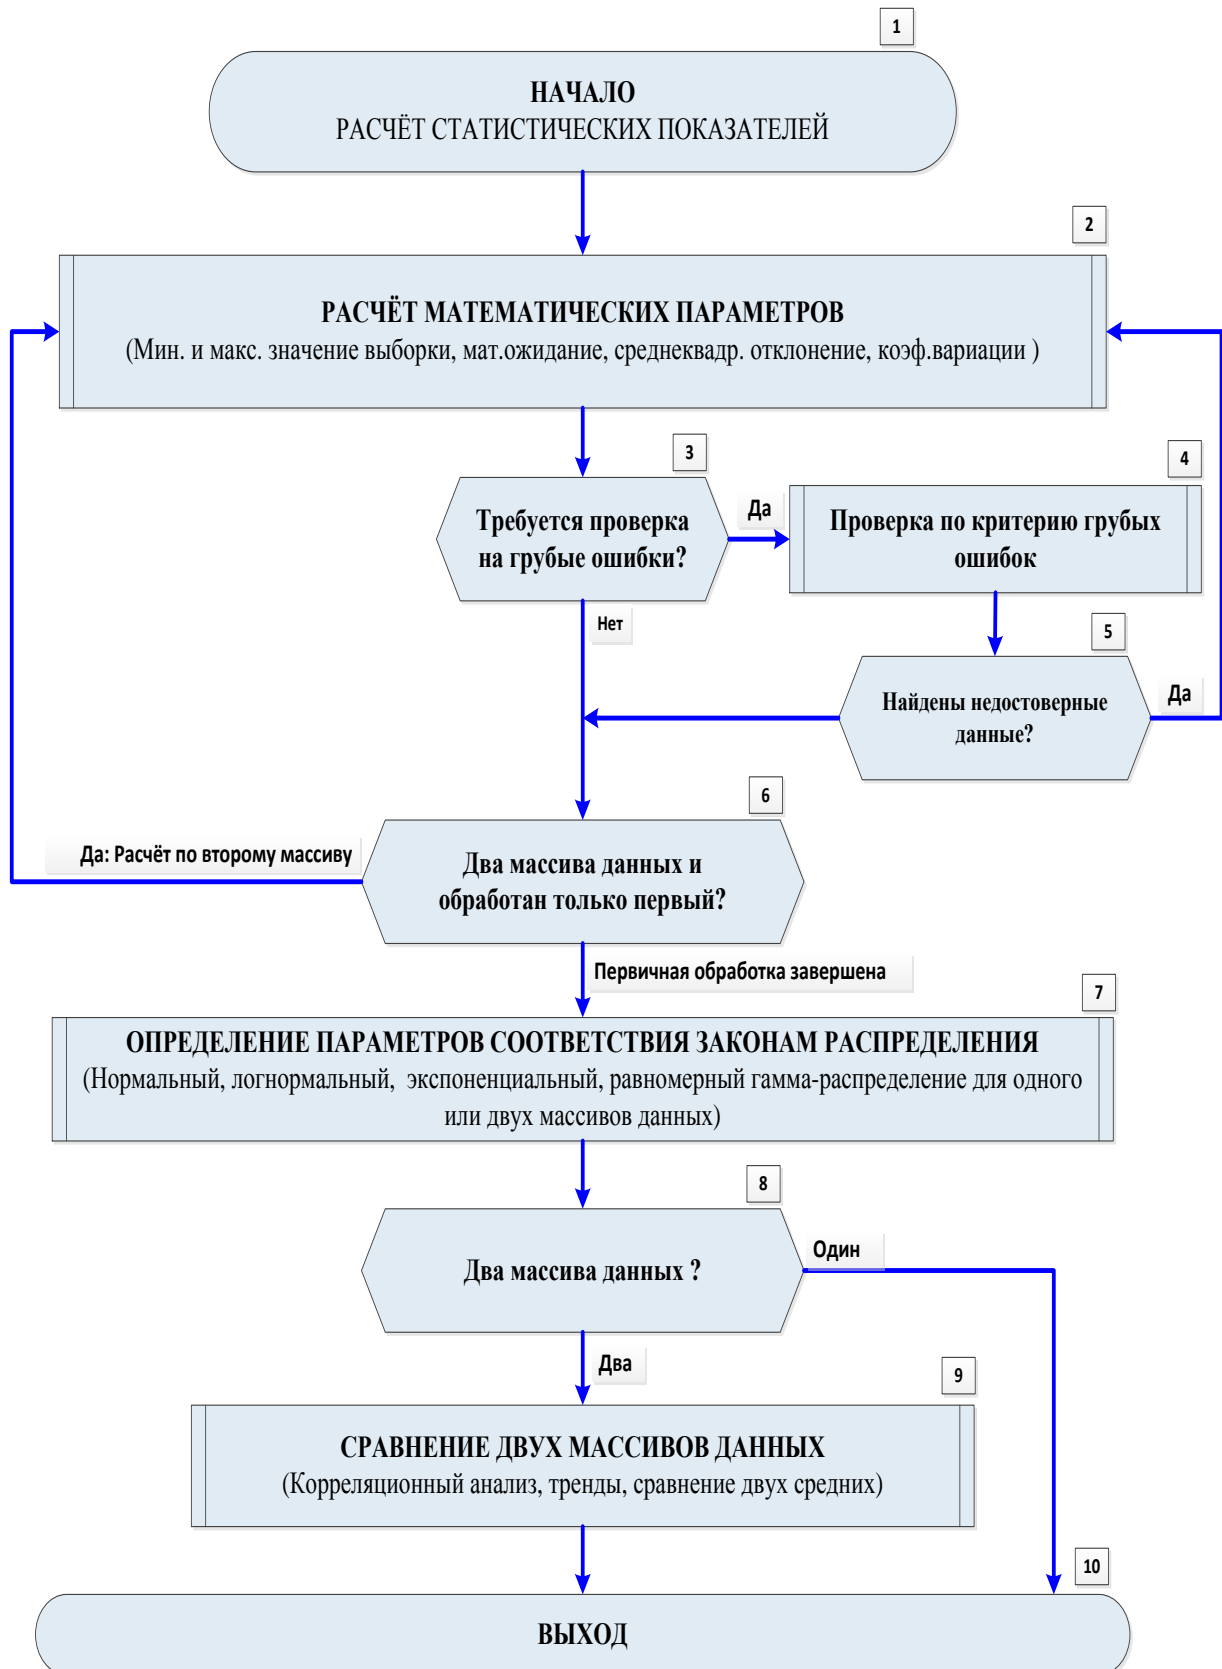 1
НАЧАЛО
РАСЧЁТ СТАТИСТИЧЕСКИХ ПОКАЗАТЕЛЕЙ
2
РАСЧЁТ МАТЕМАТИЧЕСКИХ ПАРАМЕТРОВ
(Мин. и макс. значение выборки, мат.ожидание, среднеквадр. отклонение, коэф.вариации )
3
Требуется проверка
на грубые ошибки?
Да
4
Проверка по критерию грубых
ошибок
Нет
5
Найдены недостоверные
данные?
Да
6
Два массива данных и
обработан только первый?
Да: Расчёт по второму массиву
Первичная обработка завершена
7
ОПРЕДЕЛЕНИЕ ПАРАМЕТРОВ СООТВЕТСТВИЯ ЗАКОНАМ РАСПРЕДЕЛЕНИЯ
(Нормальный, логнормальный, экспоненциальный, равномерный гамма-распределение для одного
или двух массивов данных)
8
Два массива данных ?
Один
Два
9
СРАВНЕНИЕ ДВУХ МАССИВОВ ДАННЫХ
(Корреляционный анализ, тренды, сравнение двух средних)
10
ВЫХОД